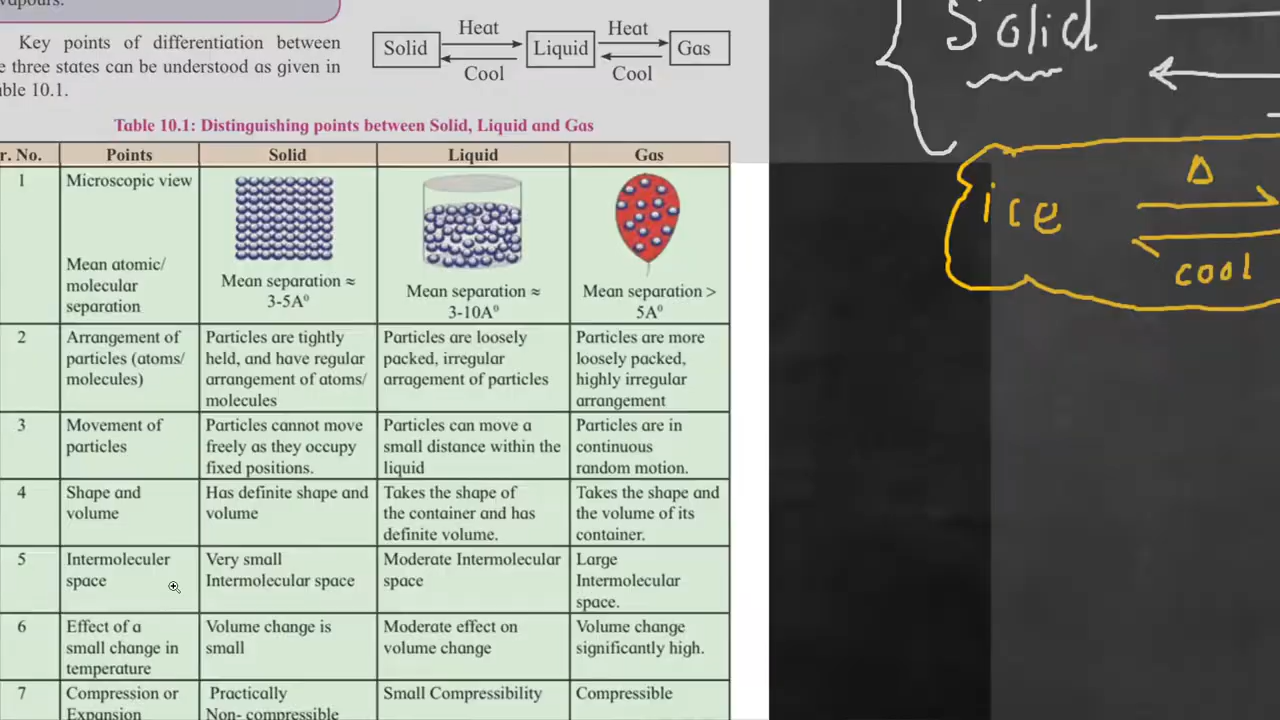 vapours.
Key points of differentiation between
e three states can be understood as given in
able 10.1.
Solid
Heat
Cool
Liquid
Heat
Cool
Gas
Table 10.1: Distinguishing points between Solid, Liquid and Gas
r. No. Points Solid Liquid Gas
1 Microscopic view
Mean atomic/
molecular
separation
Mean separation ≈
3-5A⁰
Mean separation ≈
3-10A⁰
Mean separation >
5A⁰
2 Arrangement of
particles (atoms/
molecules)
Particles are tightly
held, and have regular
arrangement of atoms/
molecules
Particles are loosely
packed, irregular
arragement of particles
Particles are more
loosely packed,
highly irregular
arrangement
3 Movement of
particles
Particles cannot move
freely as they occupy
fixed positions.
Particles can move a
small distance within the
liquid
Particles are in
continuous
random motion.
4 Shape and
volume
Has definite shape and
volume
Takes the shape of
the container and has
definite volume.
Takes the shape and
the volume of its
container.
5 Intermoleculer
space
Very small
Intermolecular space
Moderate Intermolecular
space
Large
Intermolecular
space.
6 Effect of a
small change in
temperature
Volume change is
small
Moderate effect on
volume change
Volume change
significantly high.
7 Compression or
Expansion
Practically
Non- compressible
Small Compressibility
Compressible
Solid
ice
Δ
cool